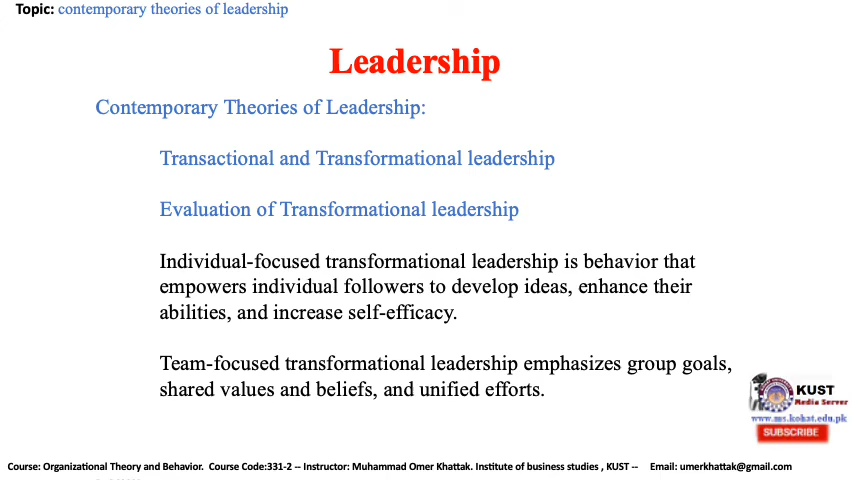 Topic: contemporary theories of leadership
Leadership
Contemporary Theories of Leadership:
Transactional and Transformational leadership
Evaluation of Transformational leadership
Individual-focused transformational leadership is behavior that
empowers individual followers to develop ideas, enhance their
abilities, and increase self-efficacy.
Team-focused transformational leadership emphasizes group goals,
shared values and beliefs, and unified efforts.
KUST
Media Server
www.ms.kohat.edu.pk
SUBSCRIBE
Course: Organizational Theory and Behavior. Course Code:331-2 -- Instructor: Muhammad Omer Khattak. Institute of business studies , KUST -- Email: umerkhattak@gmail.com